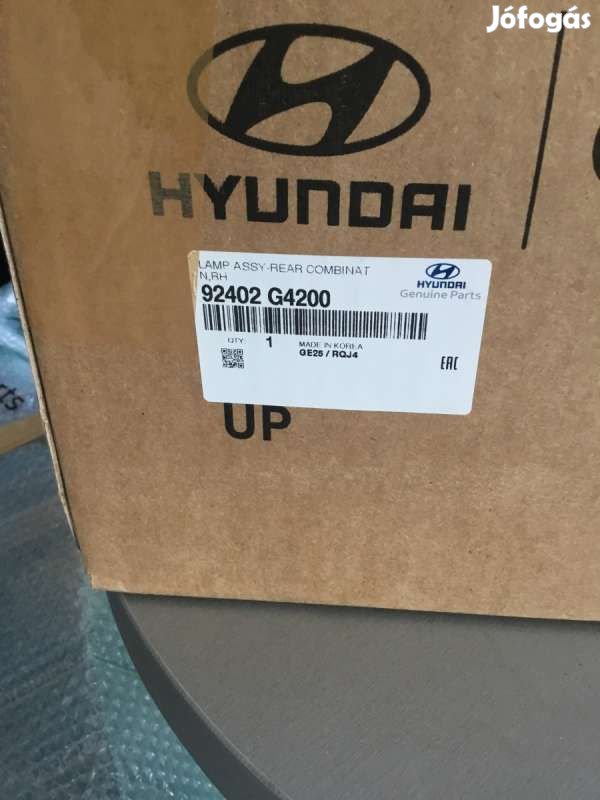 Jófogás
HYUNDAI
LAMP ASSY-REAR COMBINAT
N,RH
HYUNDAI
Genuine Parts
92402 G4200
QTY: 1
MADE IN KOREA
GE25 / RQJ4
EAC
UP